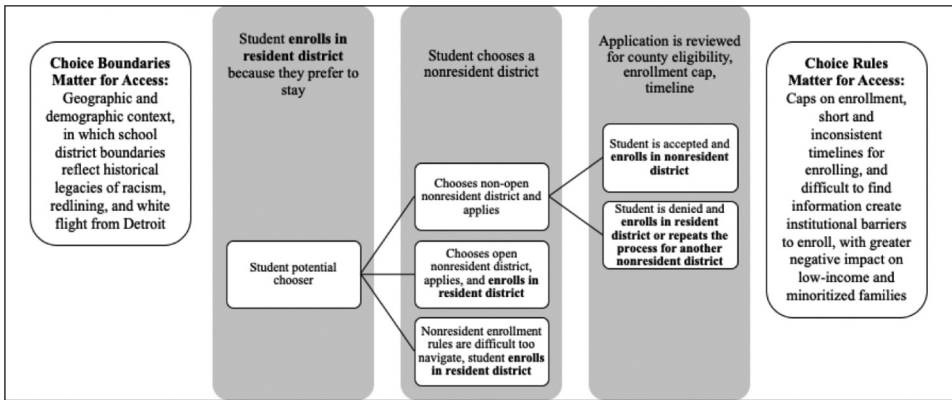 Choice Boundaries
Matter for Access:
Geographic and
demographic context,
in which school
district boundaries
reflect historical
legacies of racism,
redlining, and white
flight from Detroit
Student enrolls in
resident district
because they prefer to
stay
Student potential
chooser
Student chooses a
nonresident district
Chooses non-open
nonresident district and
applies
Chooses open
nonresident district,
applies, and enrolls in
resident district
Nonresident enrollment
rules are difficult too
navigate, student enrolls
in resident district
Application is reviewed
for county eligibility,
enrollment cap,
timeline
Student is accepted and
enrolls in nonresident
district
Student is denied and
enrolls in resident
district or repeats the
process for another
nonresident district
Choice Rules
Matter for Access:
Caps on enrollment,
short and
inconsistent
timelines for
enrolling, and
difficult to find
information create
institutional barriers
to enroll, with greater
negative impact on
low-income and
minoritized families